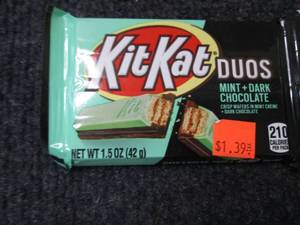 KitKat DUOS
MINT + DARK
CHOCOLATE
CRISP WAFERS IN MINT CREME
+ DARK CHOCOLATE
$1.39
210
CALORIES
PER PACK
NET WT 1.5 OZ (42 g)